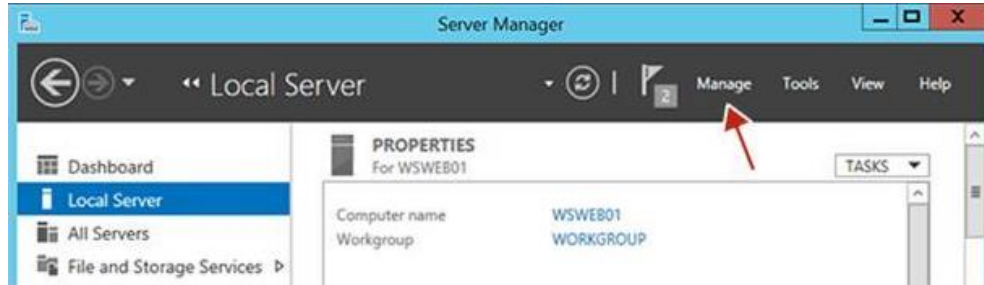 Server Manager
Local Server
2
Manage Tools View Help
Dashboard
Local Server
All Servers
File and Storage Services
PROPERTIES
For WSWEB01
TASKS
Computer name WSWEB01
Workgroup WORKGROUP